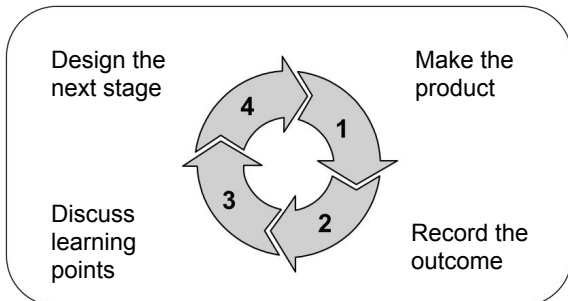 Design the
next stage
Make the
product
4
1
3
2
Discuss
learning
points
Record the
outcome